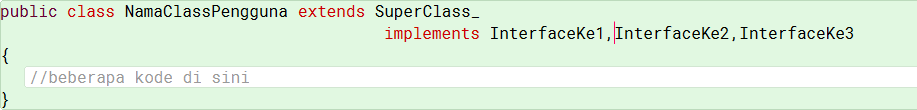 public class NamaClassPengguna extends SuperClass_
implements InterfaceKe1,InterfaceKe2,InterfaceKe3
{
//beberapa kode di sini
}